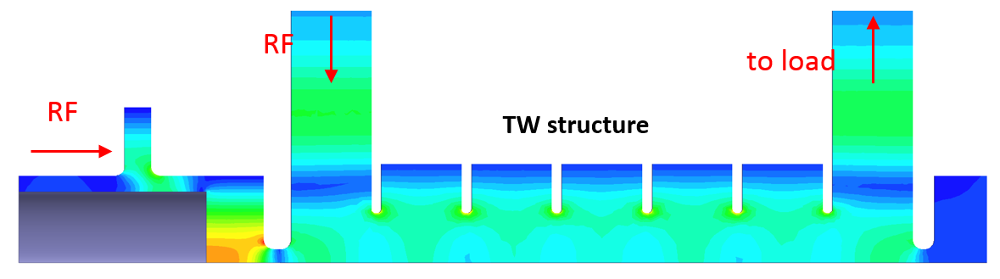 RF
to load
RF
TW structure